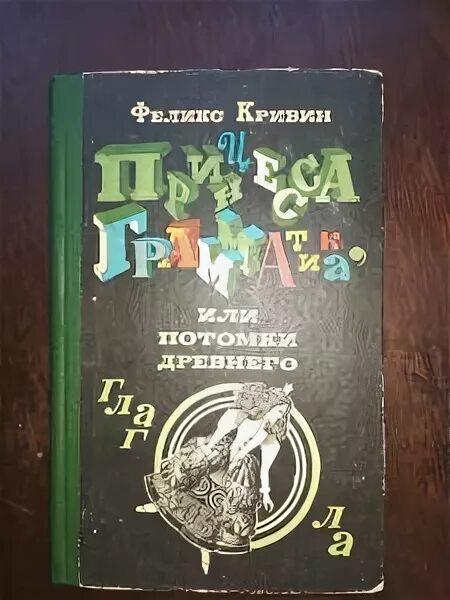 Феликс Кривин
Принцесса
Грамматика,
или
потомки
древнего
глаг
ла